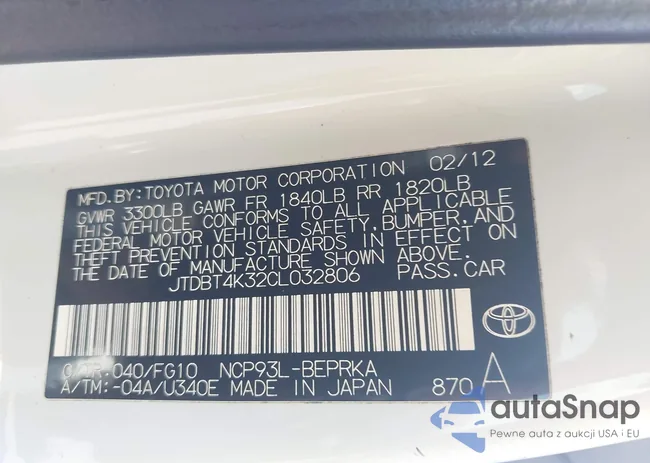 MFD.BY:TOYOTA MOTOR CORPORATION 02/12
GVWR 3300LB GAWR FR 1840LB RR 1820LB
THIS VEHICLE CONFORMS TO ALL APPLICABLE
FEDERAL MOTOR VEHICLE SAFETY,BUMPER,AND
THEFT PREVENTION STANDARDS IN EFFECT ON
THE DATE OF MANUFACTURE SHOWN ABOVE.
JTDBT4K32CL032806 PASS.CAR
TOYOTA
C/TR:040/FG10 NCP93L-BEPRKA
A/TM:-04A/U340E MADE IN JAPAN 870 A
autaSnap
Pewne auta z aukcji USA i EU